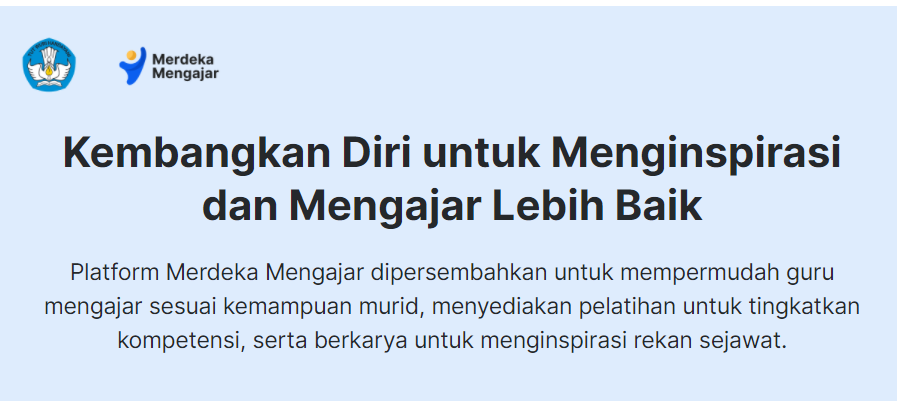 Merdeka
Mengajar
Kembangkan Diri untuk Menginspirasi
dan Mengajar Lebih Baik
Platform Merdeka Mengajar dipersembahkan untuk mempermudah guru
mengajar sesuai kemampuan murid, menyediakan pelatihan untuk tingkatkan
kompetensi, serta berkarya untuk menginspirasi rekan sejawat.